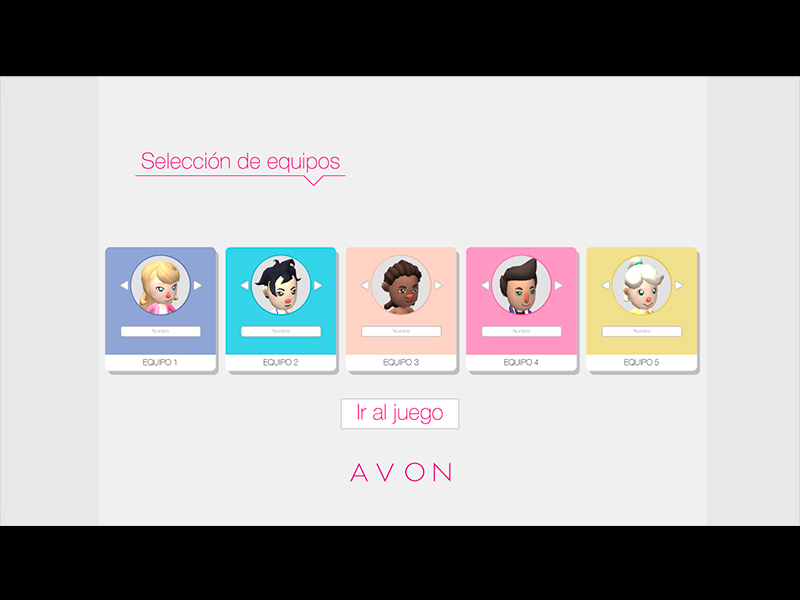 Selección de equipos
Nombre
Nombre
Nombre
Nombre
Nombre
EQUIPO 1
EQUIPO 2
EQUIPO 3
EQUIPO 4
EQUIPO 5
Ir al juego
AVON